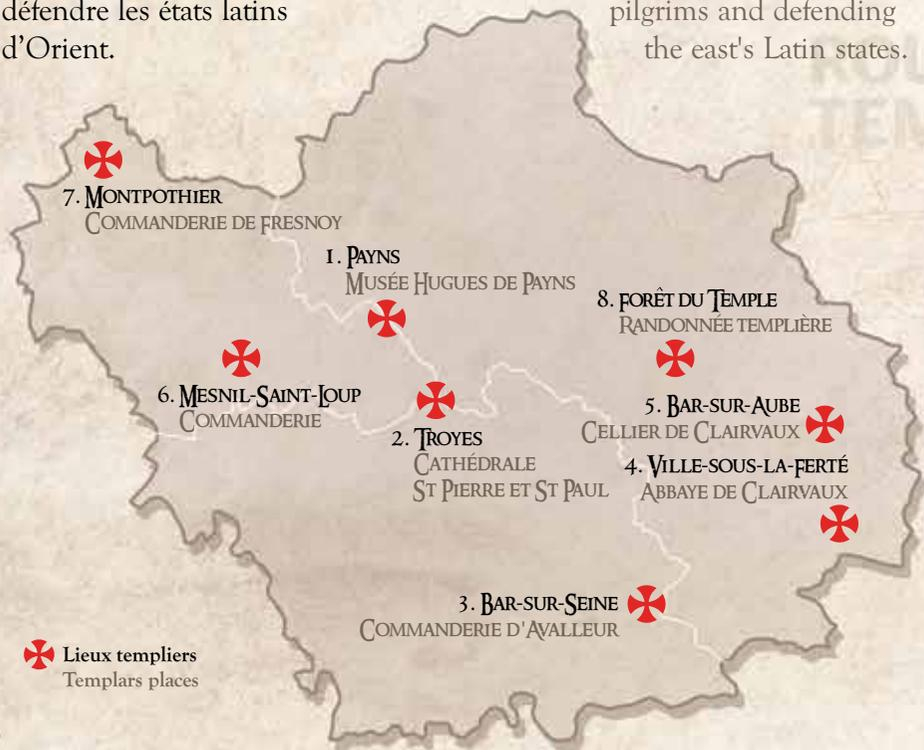 défendre les états latins
d'Orient.
pilgrims and defending
the east's Latin states.
ROU
TEM
7. Montpothier
Commanderie de Fresnoy
1. Payns
Musée Hugues de Payns
8. Forêt du Temple
Randonnée templière
6. Mesnil-Saint-Loup
Commanderie
5. Bar-sur-Aube
Cellier de Clairvaux
2. Troyes
Cathédrale
St Pierre et St Paul
4. Ville-sous-la-Ferté
Abbaye de Clairvaux
3. Bar-sur-Seine
Commanderie d'Avalleur
Lieux templiers
Templars places